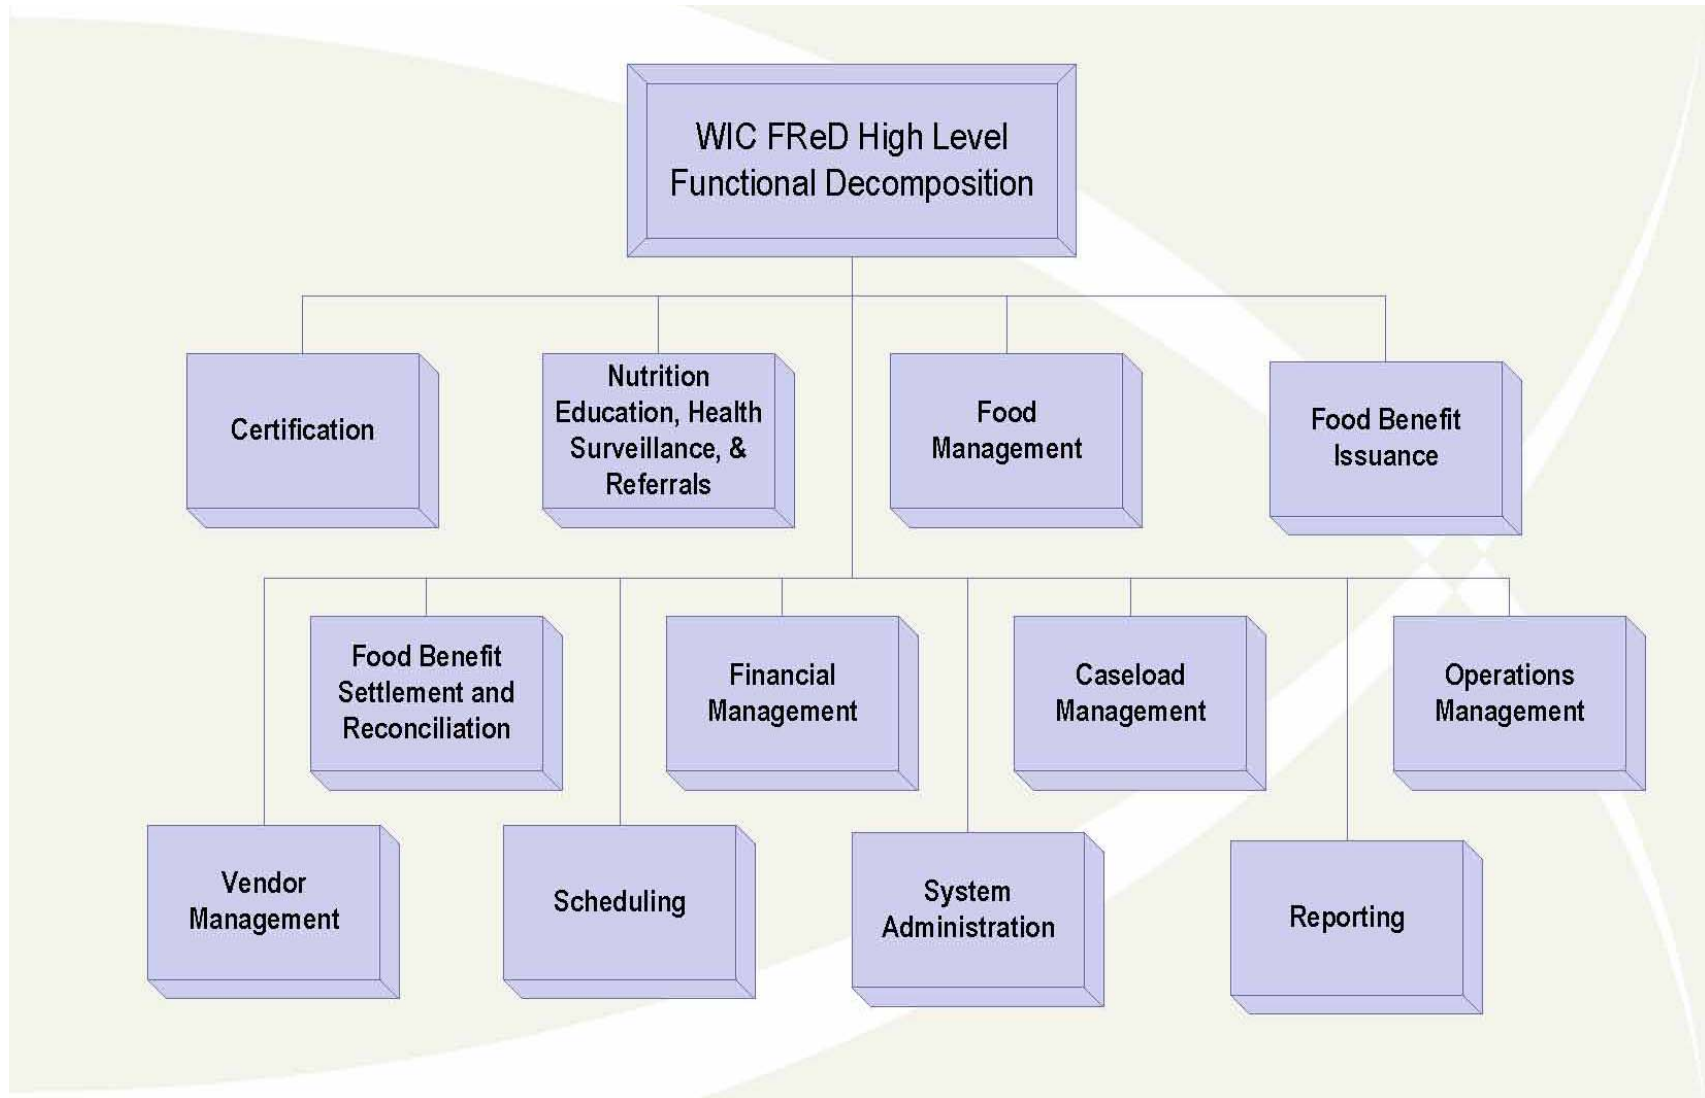 WIC FReD High Level
Functional Decomposition
Certification
Nutrition
Education, Health
Surveillance, &
Referrals
Food
Management
Food Benefit
Issuance
Food Benefit
Settlement and
Reconciliation
Financial
Management
Caseload
Management
Operations
Management
Vendor
Management
Scheduling
System
Administration
Reporting